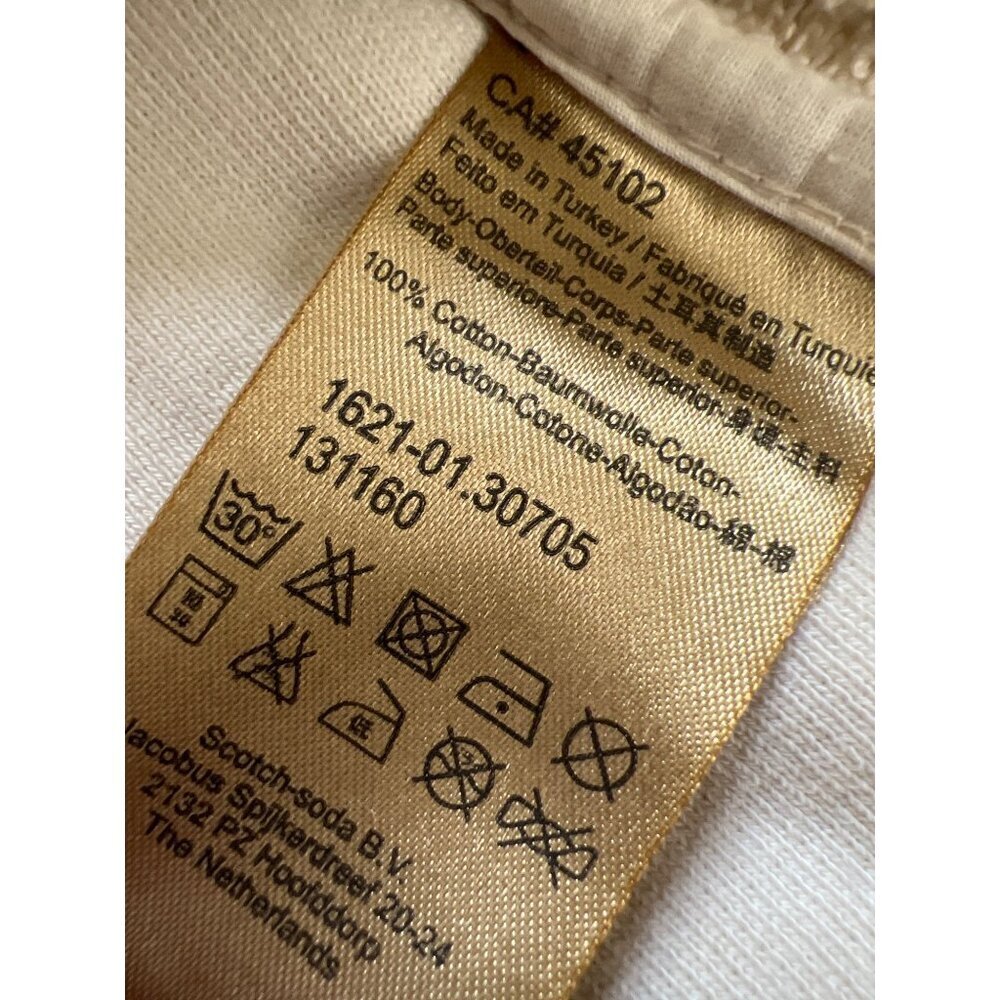 CA# 45102
Made in Turkey / Fabriqué en Turquie
Feito em Turquia / 土耳其制造
Body-Oberteil-Corps-Parte superior-
Parte superiore-Parte superior-身頃-主料
100% Cotton-Baumwolle-Coton-
Algodon-Cotone-Algodão-綿-棉
1621-01.30705
131160
30°
低
Scotch-soda B.V.
Jacobus Spijkerdreef 20-24
2132 PZ Hoofddorp
The Netherlands